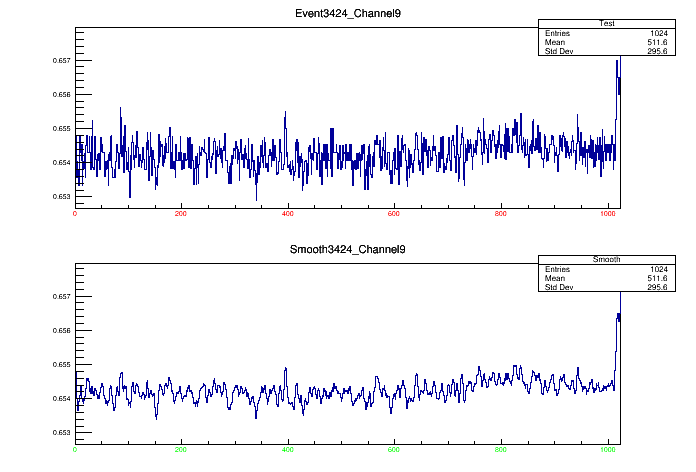 Event3424_Channel9
Test
Entries 1024
Mean 511.6
Std Dev 295.6
0.657
0.656
0.655
0.654
0.653
0 200 400 600 800 1000
Smooth3424_Channel9
Smooth
Entries 1024
Mean 511.6
Std Dev 295.6
0.657
0.656
0.655
0.654
0.653
0 200 400 600 800 1000